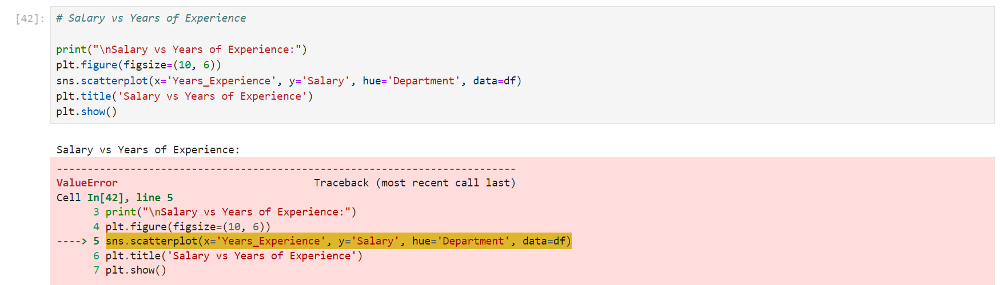 [42]: # Salary vs Years of Experience
print("\nSalary vs Years of Experience:")
plt.figure(figsize=(10, 6))
sns.scatterplot(x='Years_Experience', y='Salary', hue='Department', data=df)
plt.title('Salary vs Years of Experience')
plt.show()
Salary vs Years of Experience:
---------------------------------------------------------------------------
ValueError                                Traceback (most recent call last)
Cell In[42], line 5
      3 print("\nSalary vs Years of Experience:")
      4 plt.figure(figsize=(10, 6))
----> 5 sns.scatterplot(x='Years_Experience', y='Salary', hue='Department', data=df)
      6 plt.title('Salary vs Years of Experience')
      7 plt.show()